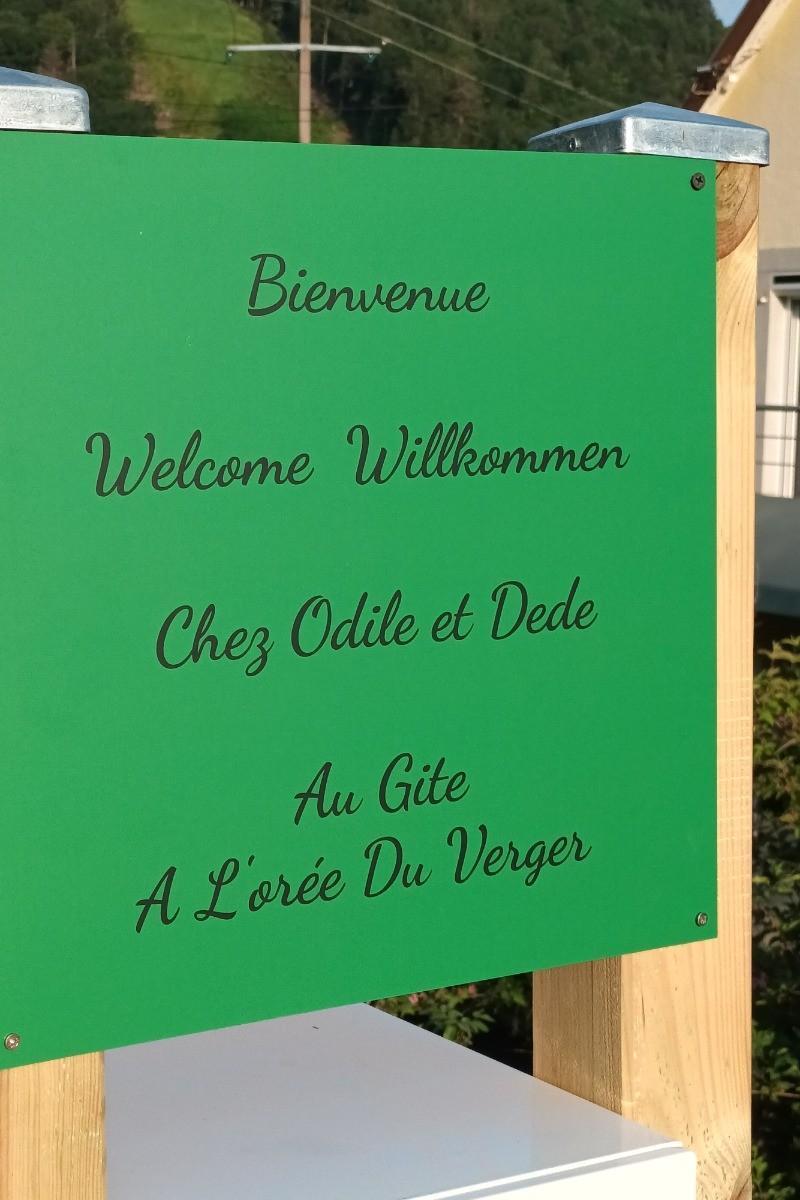 Bienvenue
Welcome Willkommen
Chez Odile et Dede
Au Gite
A L'orée Du Verger